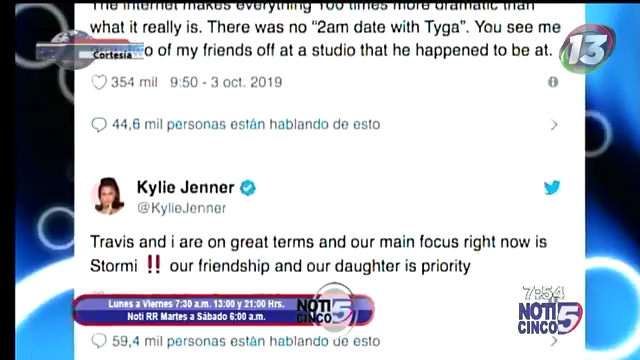 The internet makes everything 100 times more dramatic than
what it really is. There was no "2am date with Tyga". You see me
of my friends off at a studio that he happened to be at.
Cortesía
13
354 mil 9:50 - 3 oct. 2019
44,6 mil personas están hablando de esto
Kylie Jenner
@KylieJenner
Travis and i are on great terms and our main focus right now is
Stormi ‼️ our friendship and our daughter is priority
Lunes a Viernes 7:30 a.m. 13:00 y 21:00 Hrs.
Noti RR Martes a Sábado 6:00 a.m.
NOTI
CINCO 5
7:54
NOTI
CINCO 5
59,4 mil personas están hablando de esto